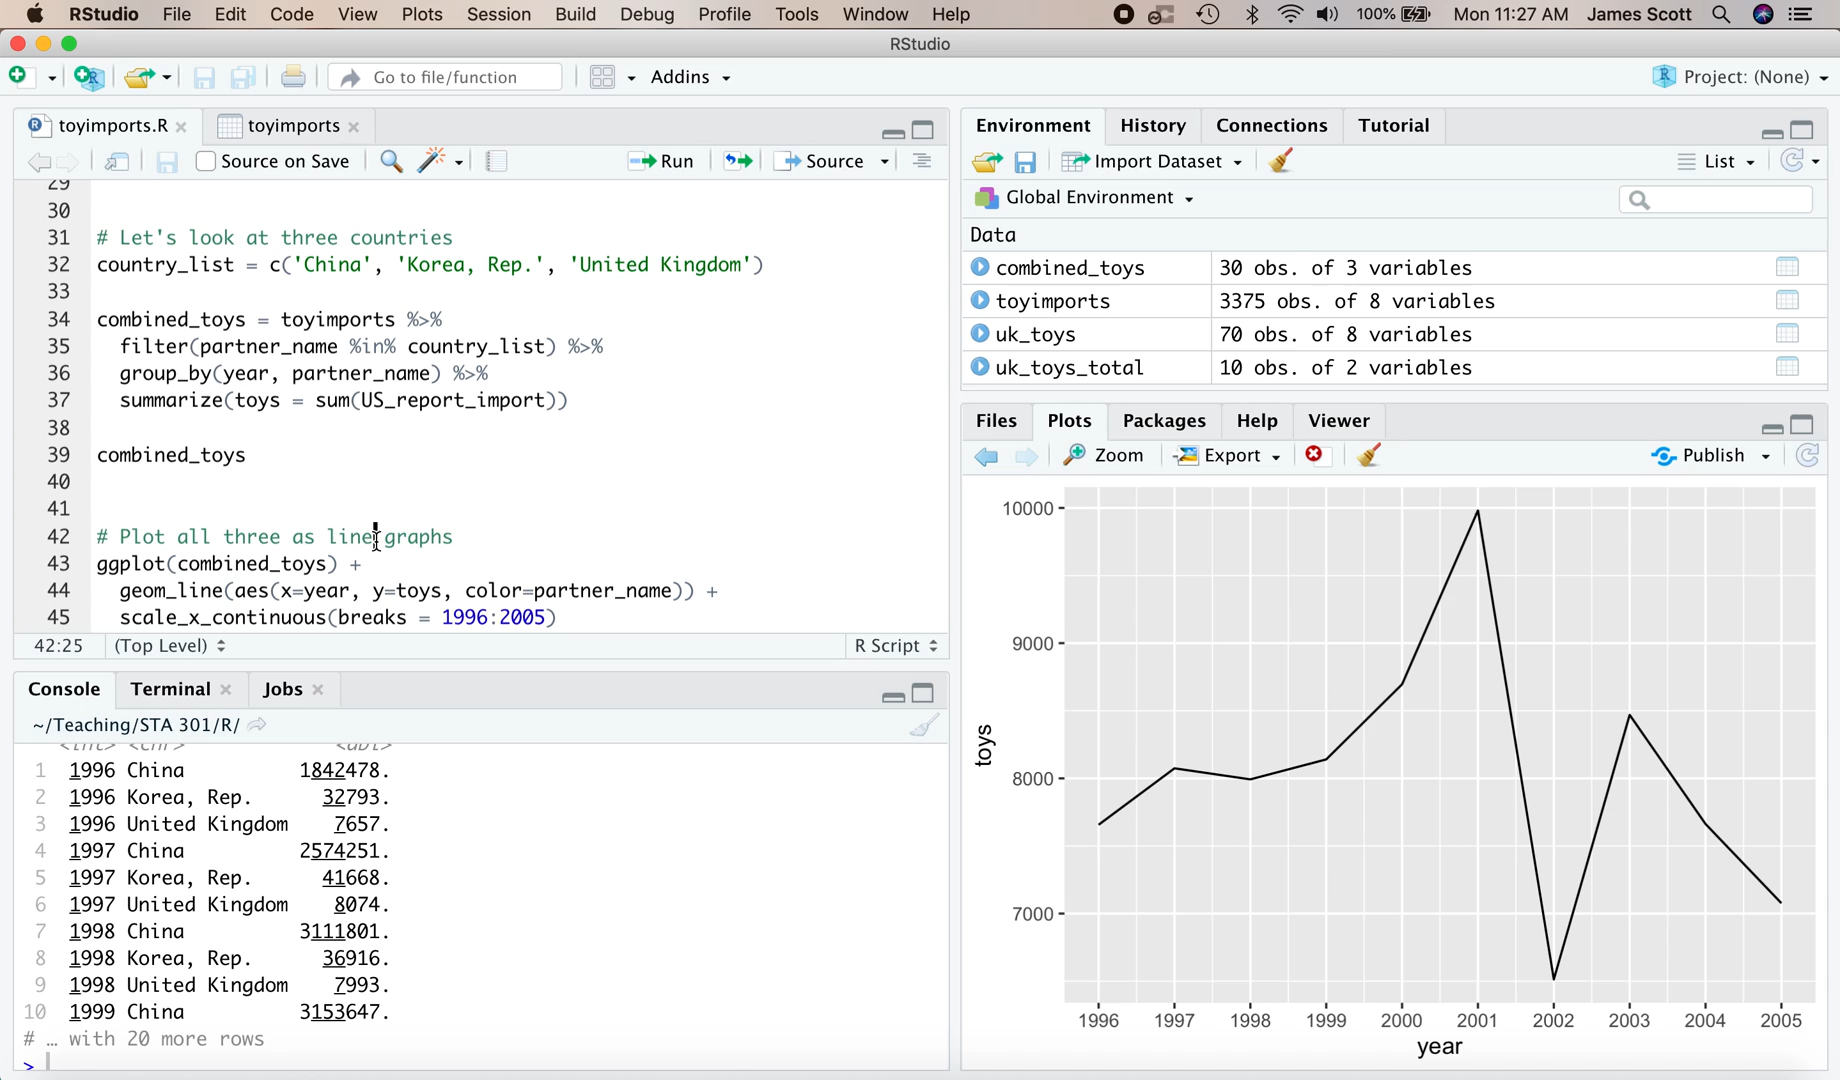 RStudio File Edit Code View Plots Session Build Debug Profile Tools Window Help 100% Mon 11:27 AM James Scott
RStudio
Go to file/function Addins Project: (None)
toyimports.R toyimports
Source on Save Run Source
29
30
31 # Let's look at three countries
32 country_list = c('China', 'Korea, Rep.', 'United Kingdom')
33
34 combined_toys = toyimports %>%
35 filter(partner_name %in% country_list) %>%
36 group_by(year, partner_name) %>%
37 summarize(toys = sum(US_report_import))
38
39 combined_toys
40
41
42 # Plot all three as line graphs
43 ggplot(combined_toys) +
44 geom_line(aes(x=year, y=toys, color=partner_name)) +
45 scale_x_continuous(breaks = 1996:2005)
42:25 (Top Level) R Script
Console Terminal Jobs
~/Teaching/STA 301/R/
<int> <chr> <dbl>
1 1996 China 1842478.
2 1996 Korea, Rep. 32793.
3 1996 United Kingdom 7657.
4 1997 China 2574251.
5 1997 Korea, Rep. 41668.
6 1997 United Kingdom 8074.
7 1998 China 3111801.
8 1998 Korea, Rep. 36916.
9 1998 United Kingdom 7993.
10 1999 China 3153647.
# … with 20 more rows
>
Environment History Connections Tutorial
Import Dataset List
Global Environment
Data
combined_toys 30 obs. of 3 variables
toyimports 3375 obs. of 8 variables
uk_toys 70 obs. of 8 variables
uk_toys_total 10 obs. of 2 variables
Files Plots Packages Help Viewer
Zoom Export Publish
10000
9000
8000
7000
toys
1996 1997 1998 1999 2000 2001 2002 2003 2004 2005
year